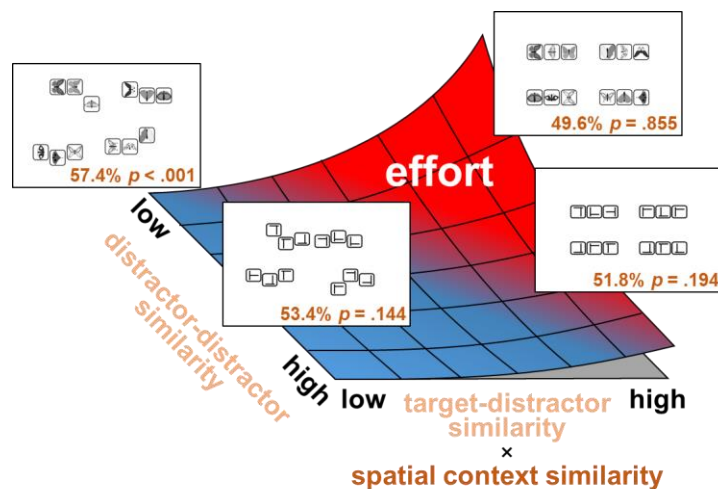 49.6% p = .855
57.4% p < .001
effort
low
53.4% p = .144
51.8% p = .194
distractor-distractor
similarity
high
low
target-distractor
similarity
high
×
spatial context similarity